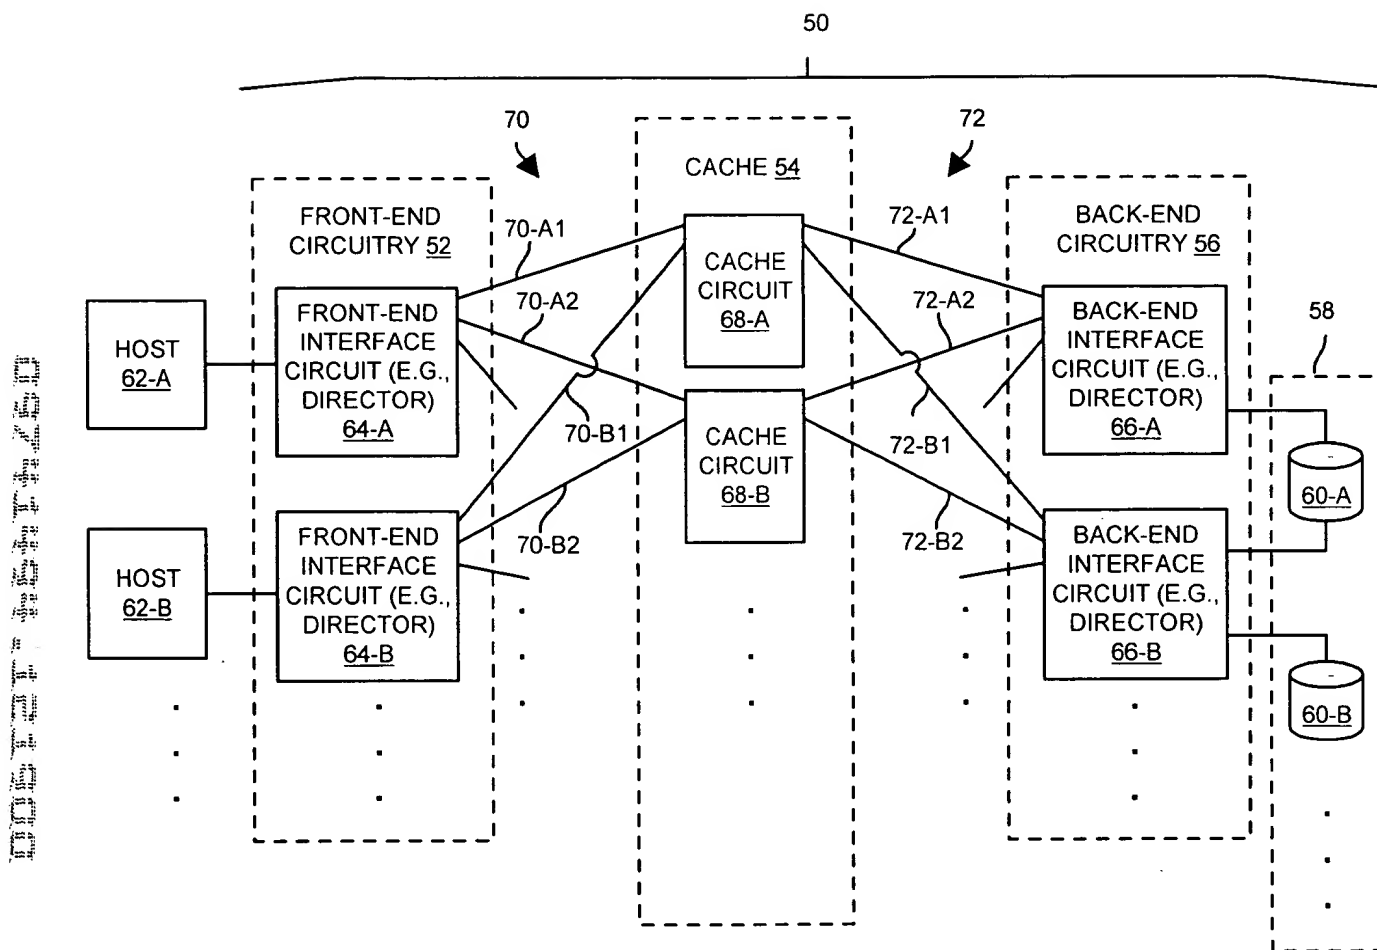 50
70
72
CACHE 54
FRONT-END
CIRCUITRY 52
BACK-END
CIRCUITRY 56
70-A1
72-A1
CACHE
CIRCUIT
68-A
70-A2
72-A2
HOST
62-A
FRONT-END
INTERFACE
CIRCUIT (E.G.,
DIRECTOR)
64-A
BACK-END
INTERFACE
CIRCUIT (E.G.,
DIRECTOR)
66-A
58
70-B1
72-B1
CACHE
CIRCUIT
68-B
60-A
70-B2
72-B2
HOST
62-B
FRONT-END
INTERFACE
CIRCUIT (E.G.,
DIRECTOR)
64-B
BACK-END
INTERFACE
CIRCUIT (E.G.,
DIRECTOR)
66-B
60-B